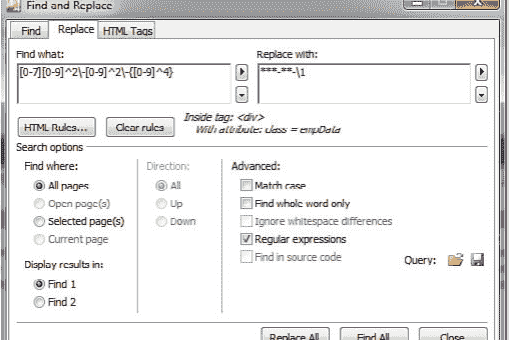 Find and Replace
Find Replace HTML Tags
Find what: Replace with:
[0-7][0-9]^2\-[0-9]^2\-{[0-9]^4} ***-**-\1
HTML Rules... Clear rules Inside tag: <div>
With attribute: class = empData
Search options
Find where: Direction: Advanced:
All pages All Match case
Open page(s) Up Find whole word only
Selected page(s) Down Ignore whitespace differences
Current page Regular expressions
Find in source code Query:
Display results in:
Find 1
Find 2
Replace All Find All Close